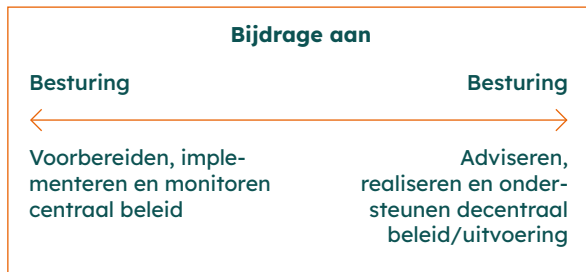 Bijdrage aan
Besturing
Besturing
Voorbereiden, imple-
menteren en monitoren
centraal beleid
Adviseren,
realiseren en onder-
steunen decentraal
beleid/uitvoering